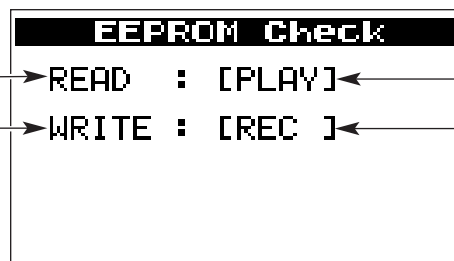 EEPROM Check
READ : [PLAY]
WRITE : [REC ]